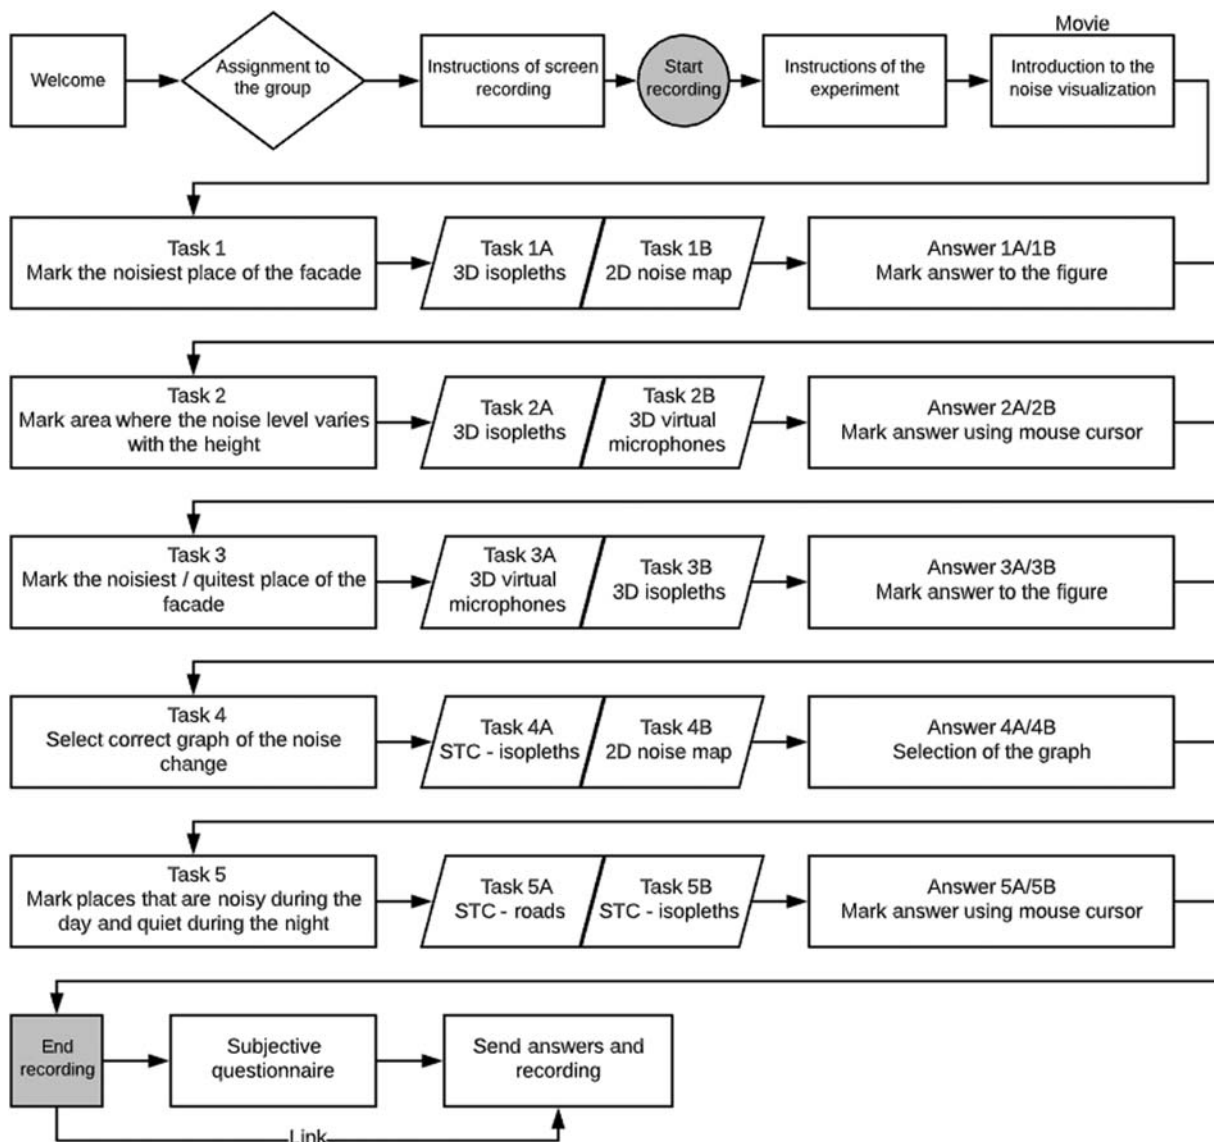 Movie
Welcome
Assignment to
the group
Instructions of screen
recording
Start
recording
Instructions of the
experiment
Introduction to the
noise visualization
Task 1
Mark the noisiest place of the facade
Task 1A
3D isopleths
Task 1B
2D noise map
Answer 1A/1B
Mark answer to the figure
Task 2
Mark area where the noise level varies
with the height
Task 2A
3D isopleths
Task 2B
3D virtual
microphones
Answer 2A/2B
Mark answer using mouse cursor
Task 3
Mark the noisiest / quitest place of the
facade
Task 3A
3D virtual
microphones
Task 3B
3D isopleths
Answer 3A/3B
Mark answer to the figure
Task 4
Select correct graph of the noise
change
Task 4A
STC - isopleths
Task 4B
2D noise map
Answer 4A/4B
Selection of the graph
Task 5
Mark places that are noisy during the
day and quiet during the night
Task 5A
STC - roads
Task 5B
STC - isopleths
Answer 5A/5B
Mark answer using mouse cursor
End
recording
Subjective
questionnaire
Send answers and
recording
Link